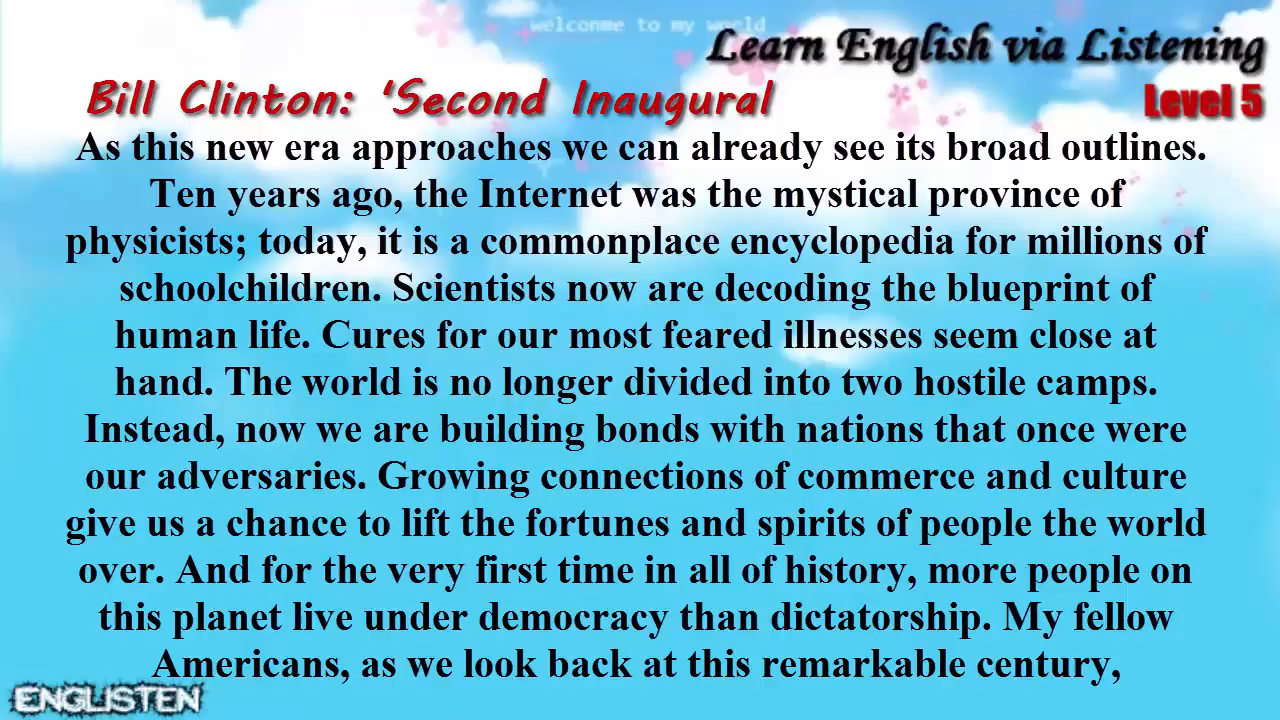 welconme to my world
Learn English via Listening
Bill Clinton: 'Second Inaugural
Level 5
As this new era approaches we can already see its broad outlines.
Ten years ago, the Internet was the mystical province of
physicists; today, it is a commonplace encyclopedia for millions of
schoolchildren. Scientists now are decoding the blueprint of
human life. Cures for our most feared illnesses seem close at
hand. The world is no longer divided into two hostile camps.
Instead, now we are building bonds with nations that once were
our adversaries. Growing connections of commerce and culture
give us a chance to lift the fortunes and spirits of people the world
over. And for the very first time in all of history, more people on
this planet live under democracy than dictatorship. My fellow
Americans, as we look back at this remarkable century,
ENGLISTEN